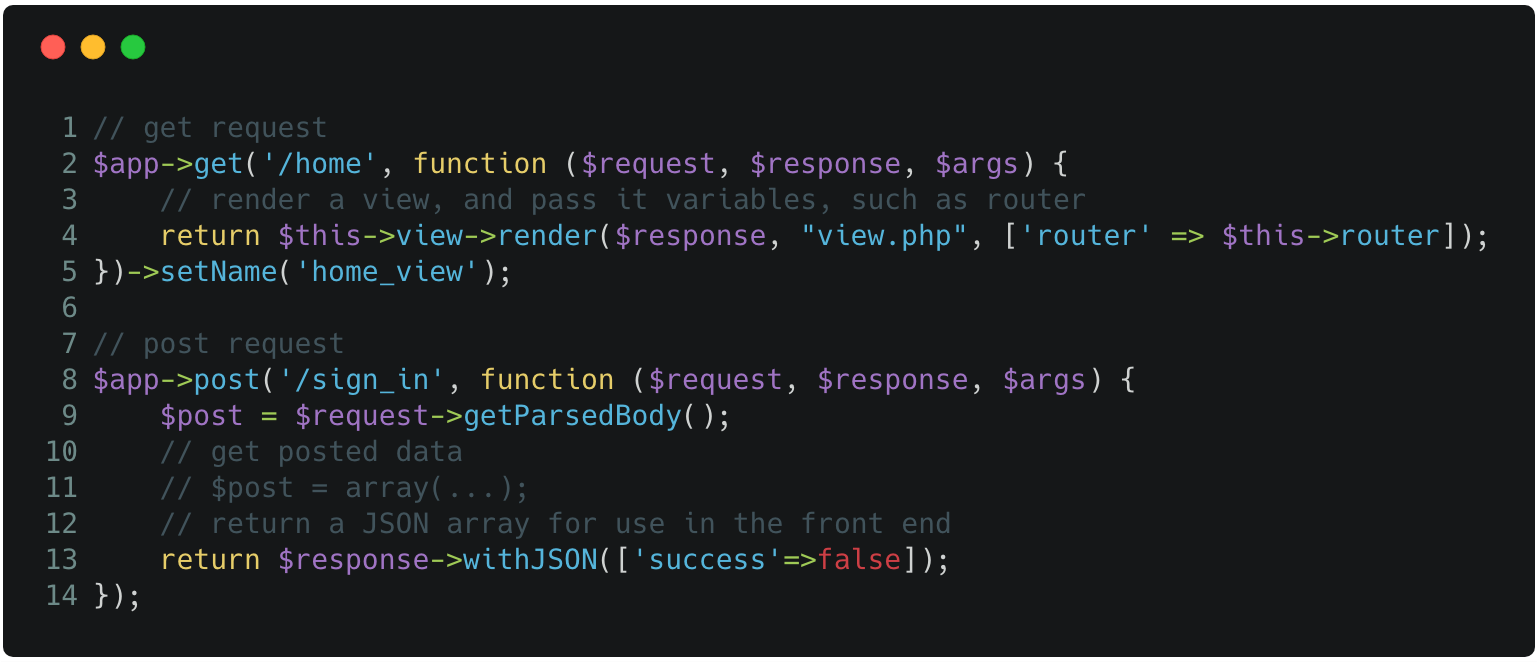 1 // get request
2 $app->get('/home', function ($request, $response, $args) {
3     // render a view, and pass it variables, such as router
4     return $this->view->render($response, "view.php", ['router' => $this->router]);
5 })->setName('home_view');
6
7 // post request
8 $app->post('/sign_in', function ($request, $response, $args) {
9     $post = $request->getParsedBody();
10     // get posted data
11     // $post = array(...);
12     // return a JSON array for use in the front end
13     return $response->withJSON(['success'=>false]);
14 });